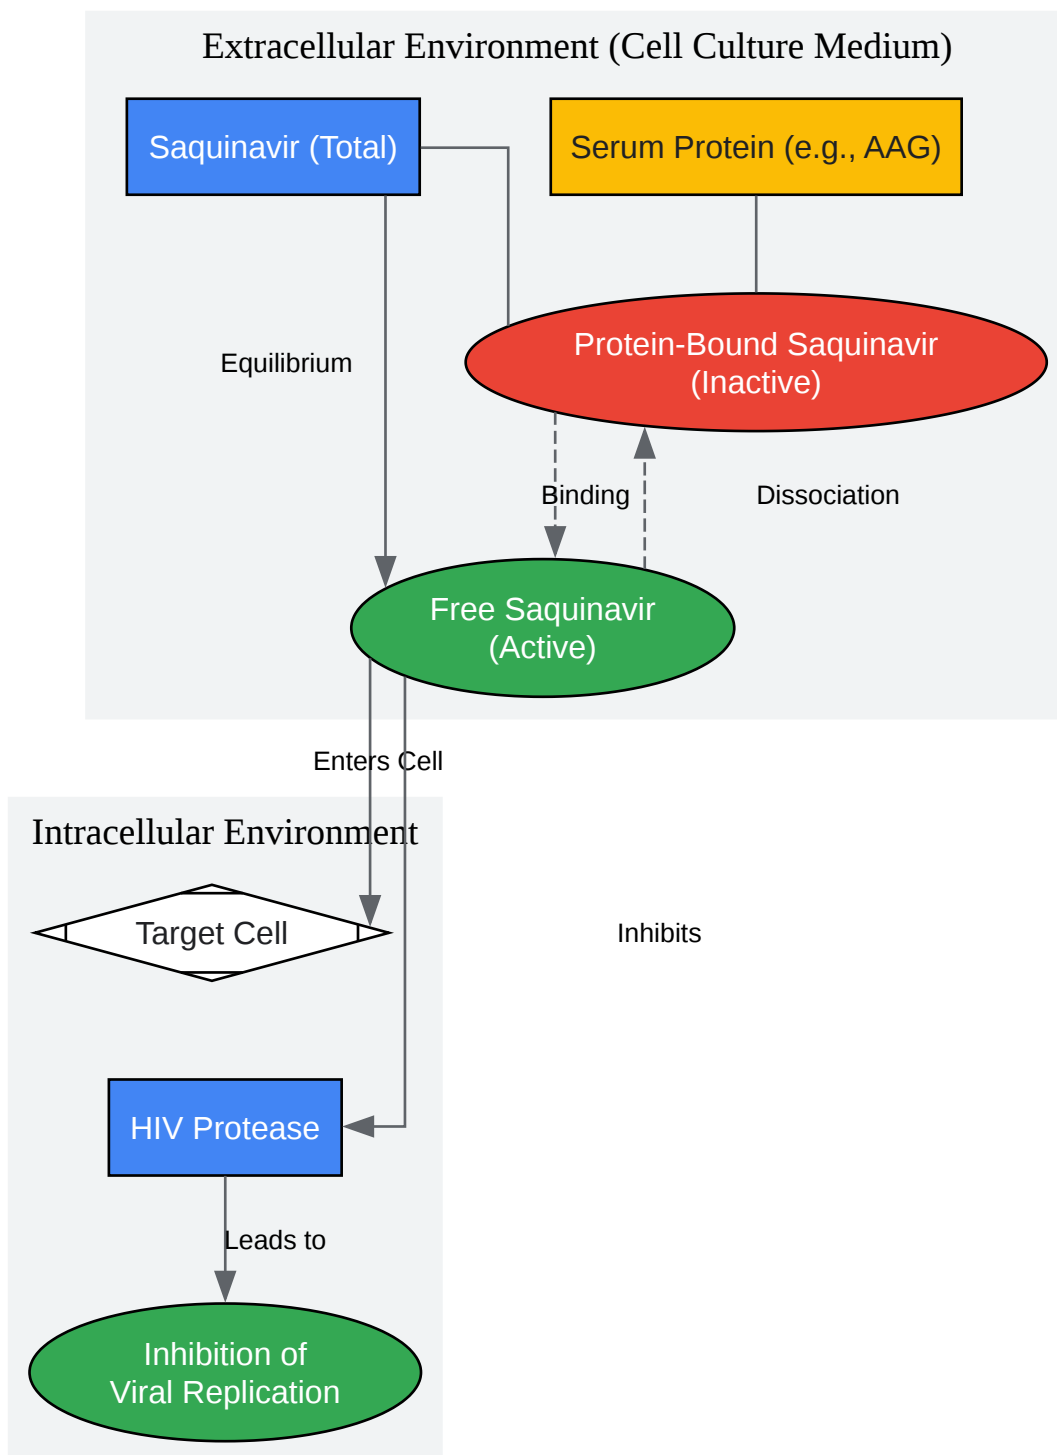 Extracellular Environment (Cell Culture Medium)
Saquinavir (Total)
Serum Protein (e.g., AAG)
Equilibrium
Protein-Bound Saquinavir
(Inactive)
Binding
Dissociation
Free Saquinavir
(Active)
Enters Cell
Intracellular Environment
Target Cell
Inhibits
HIV Protease
Leads to
Inhibition of
Viral Replication